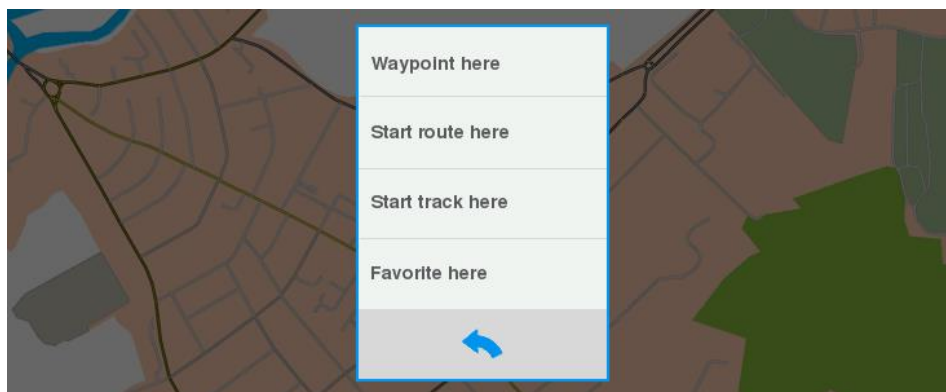 Waypoint here
Start route here
Start track here
Favorite here